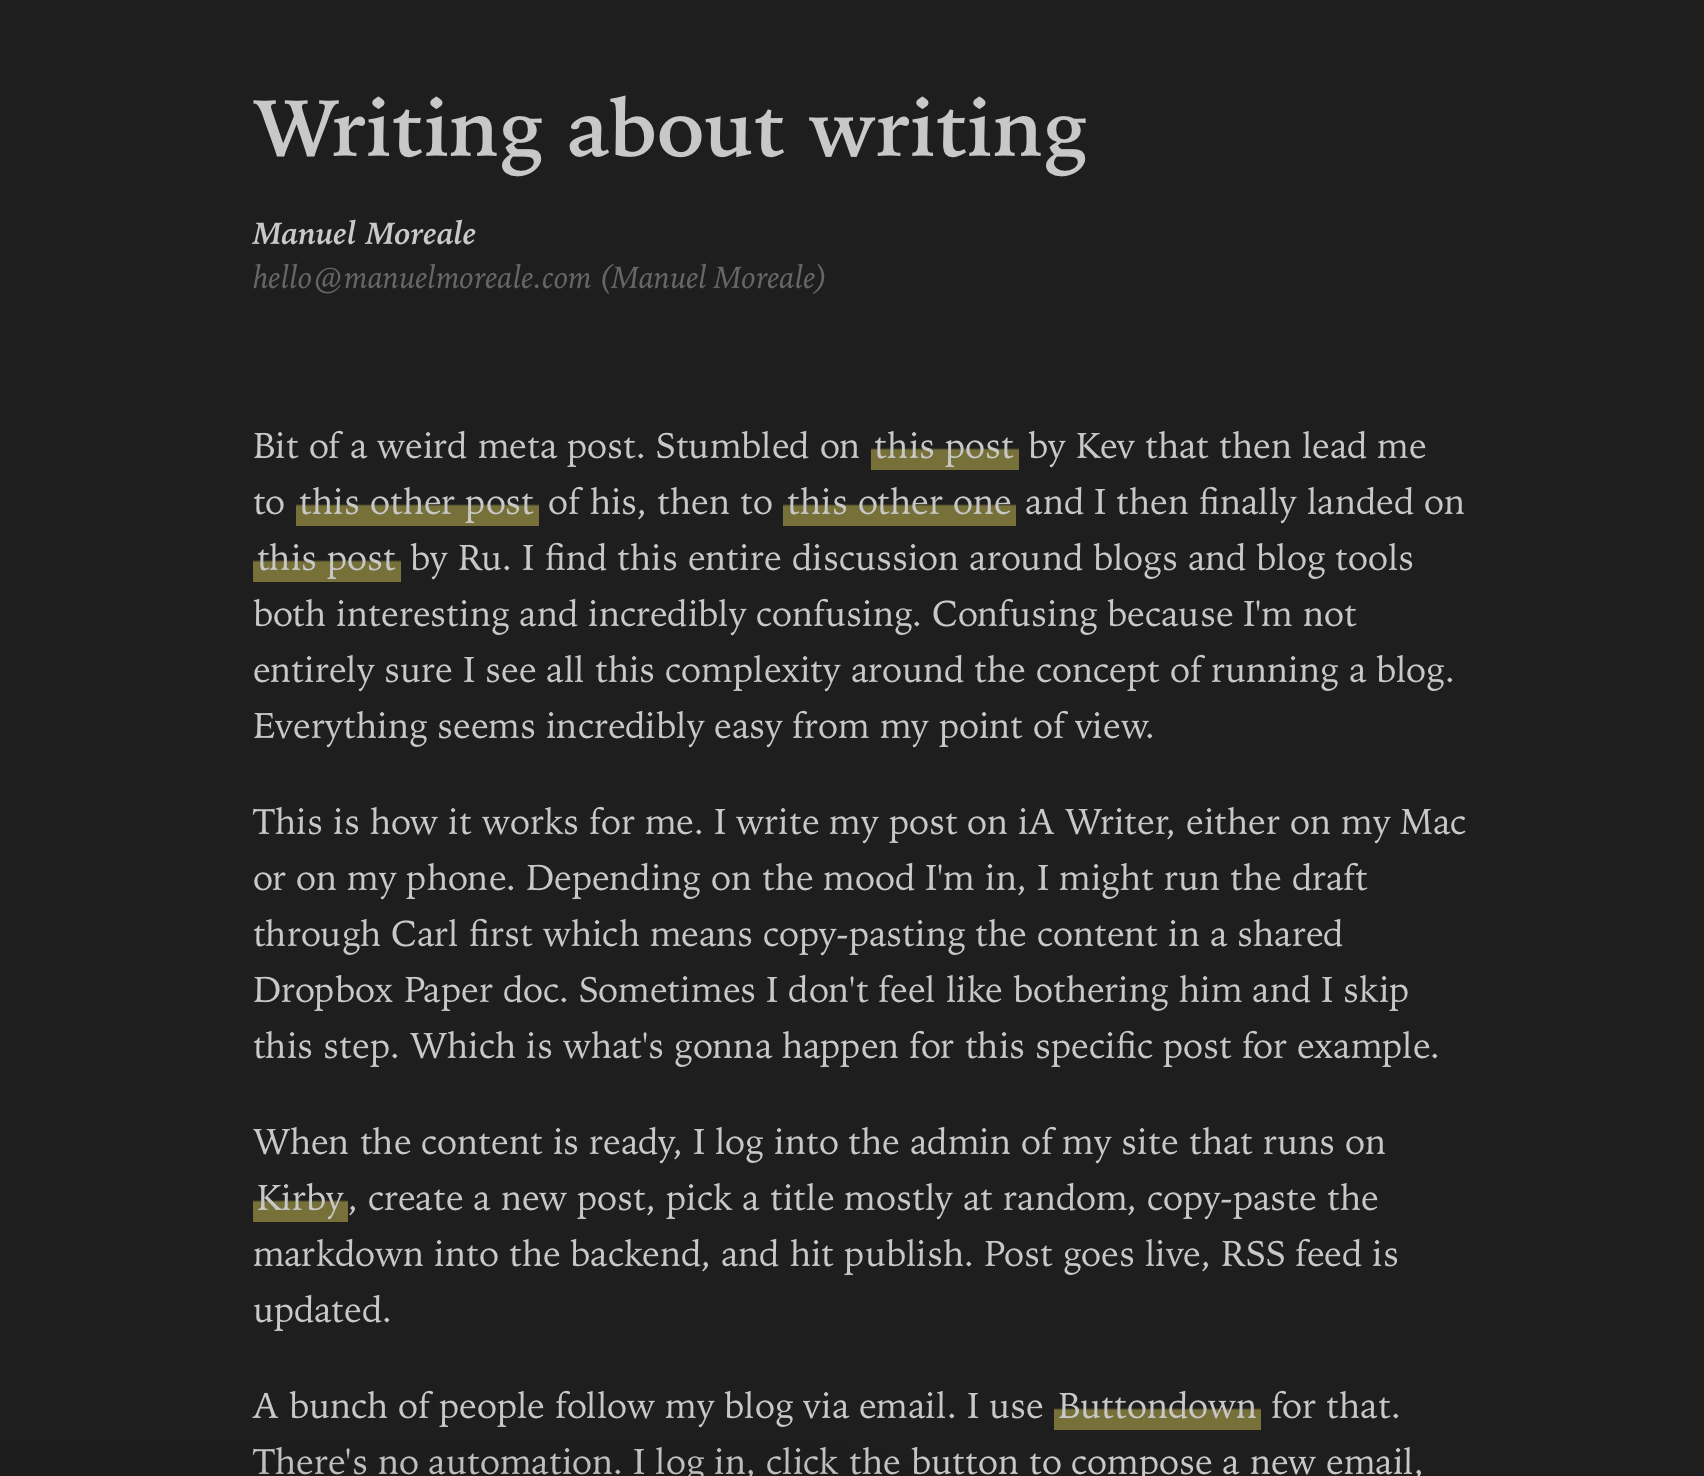 Writing about writing
Manuel Moreale
hello@manuelmoreale.com (Manuel Moreale)
Bit of a weird meta post. Stumbled on this post by Kev that then lead me
to this other post of his, then to this other one and I then finally landed on
this post by Ru. I find this entire discussion around blogs and blog tools
both interesting and incredibly confusing. Confusing because I'm not
entirely sure I see all this complexity around the concept of running a blog.
Everything seems incredibly easy from my point of view.
This is how it works for me. I write my post on iA Writer, either on my Mac
or on my phone. Depending on the mood I'm in, I might run the draft
through Carl first which means copy-pasting the content in a shared
Dropbox Paper doc. Sometimes I don't feel like bothering him and I skip
this step. Which is what's gonna happen for this specific post for example.
When the content is ready, I log into the admin of my site that runs on
Kirby, create a new post, pick a title mostly at random, copy-paste the
markdown into the backend, and hit publish. Post goes live, RSS feed is
updated.
A bunch of people follow my blog via email. I use Buttondown for that.
There's no automation. I log in, click the button to compose a new email,